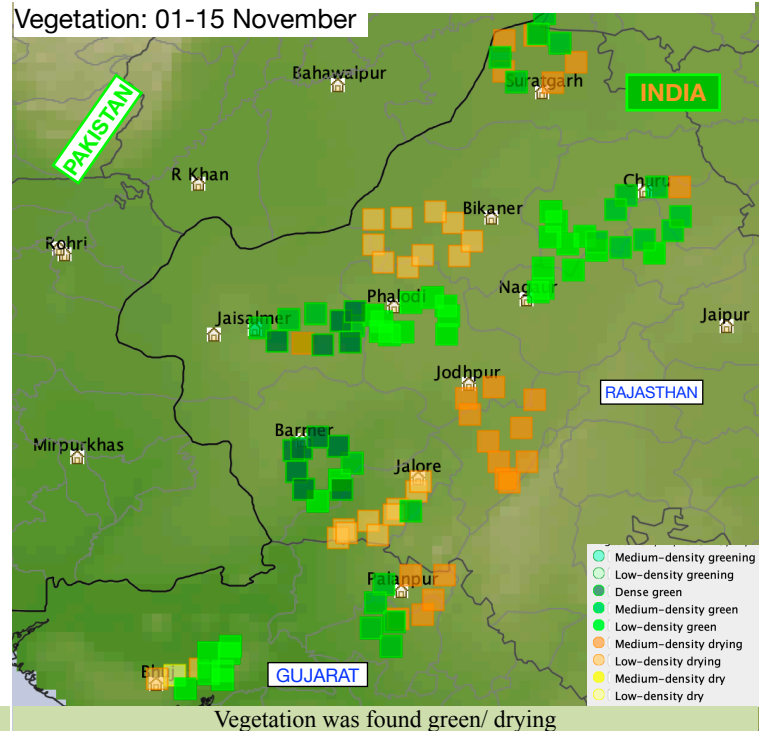 Vegetation: 01-15 November
Bahawalpur
Suratgarh
INDIA
PAKISTAN
R Khan
Churu
Bikaner
Rohri
Phalodi
Nagaur
Jaisalmer
Jaipur
Jodhpur
RAJASTHAN
Barmer
Mirpurkhas
Jalore
Palanpur
Bhuj
GUJARAT
Medium-density greening
Low-density greening
Dense green
Medium-density green
Low-density green
Medium-density drying
Low-density drying
Medium-density dry
Low-density dry
Vegetation was found green/ drying